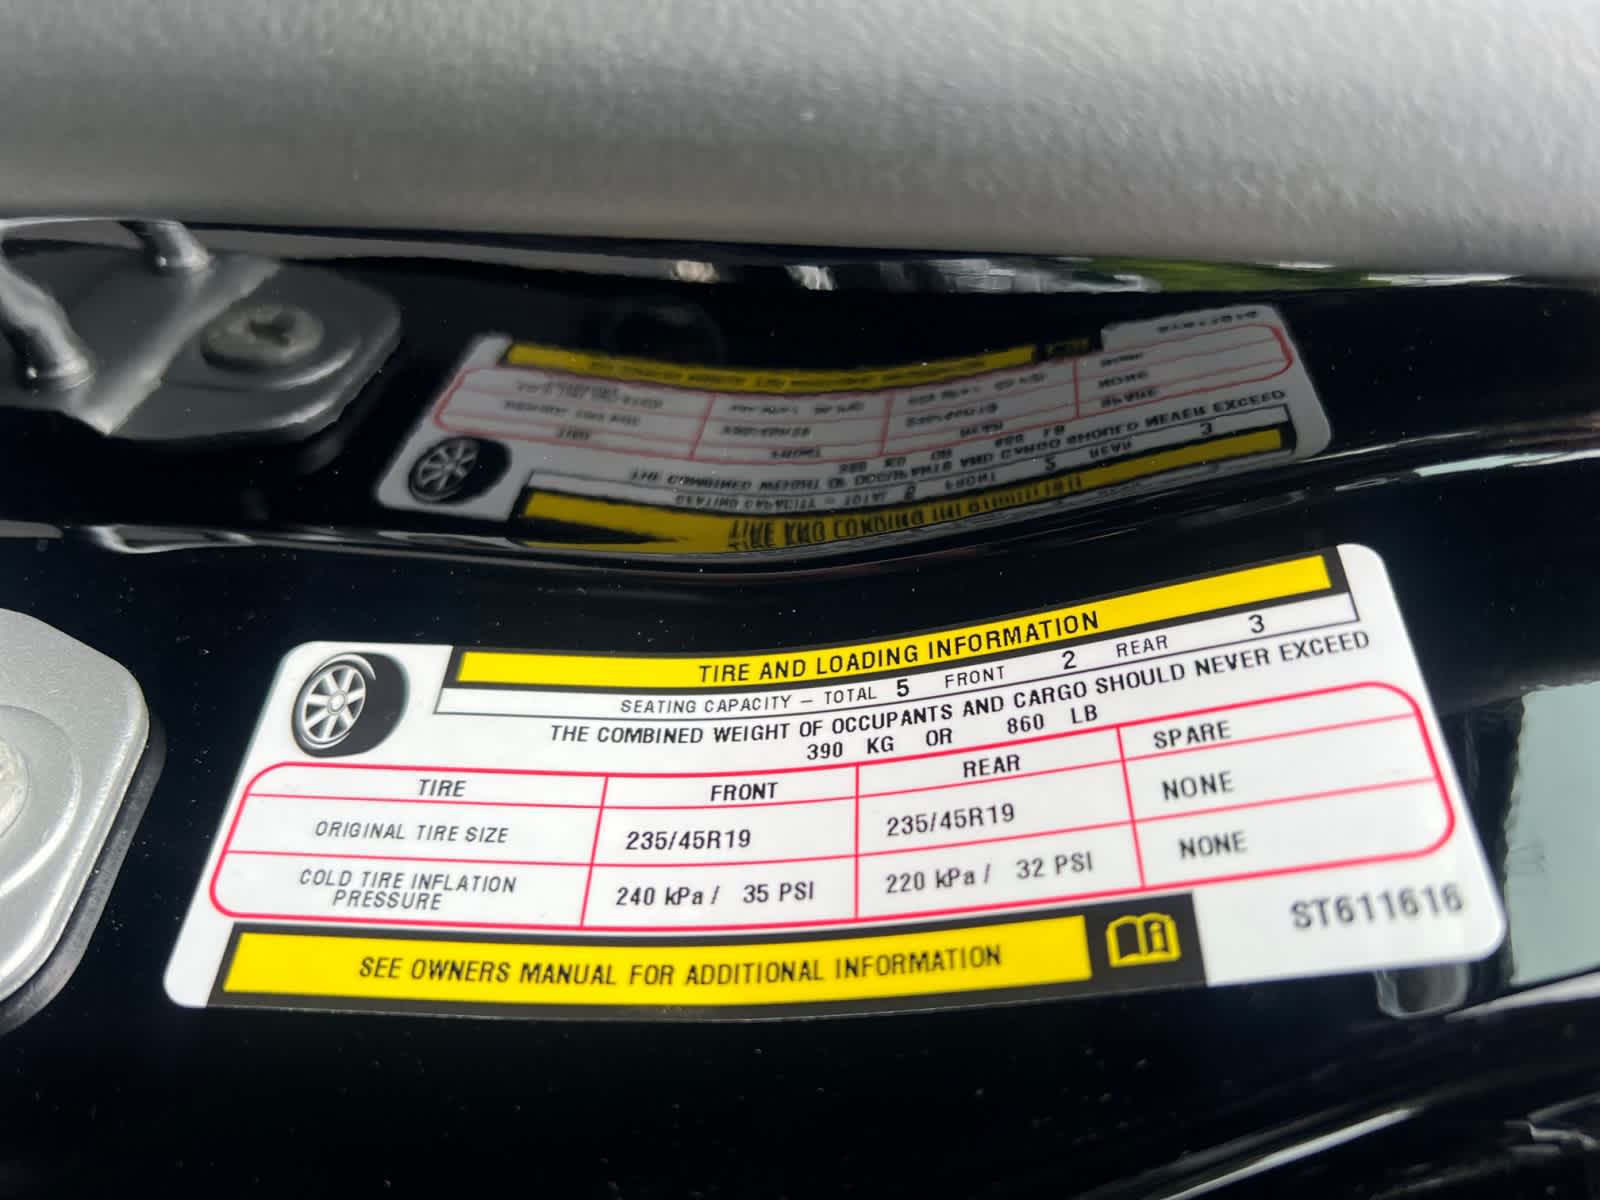 TIRE AND LOADING INFORMATION
SEATING CAPACITY – TOTAL 5 FRONT 2 REAR 3
THE COMBINED WEIGHT OF OCCUPANTS AND CARGO SHOULD NEVER EXCEED
390 KG OR 860 LB
TIRE FRONT REAR SPARE
ORIGINAL TIRE SIZE 235/45R19 235/45R19 NONE
COLD TIRE INFLATION
PRESSURE 240 kPa / 35 PSI 220 kPa / 32 PSI NONE
SEE OWNERS MANUAL FOR ADDITIONAL INFORMATION
ST611616